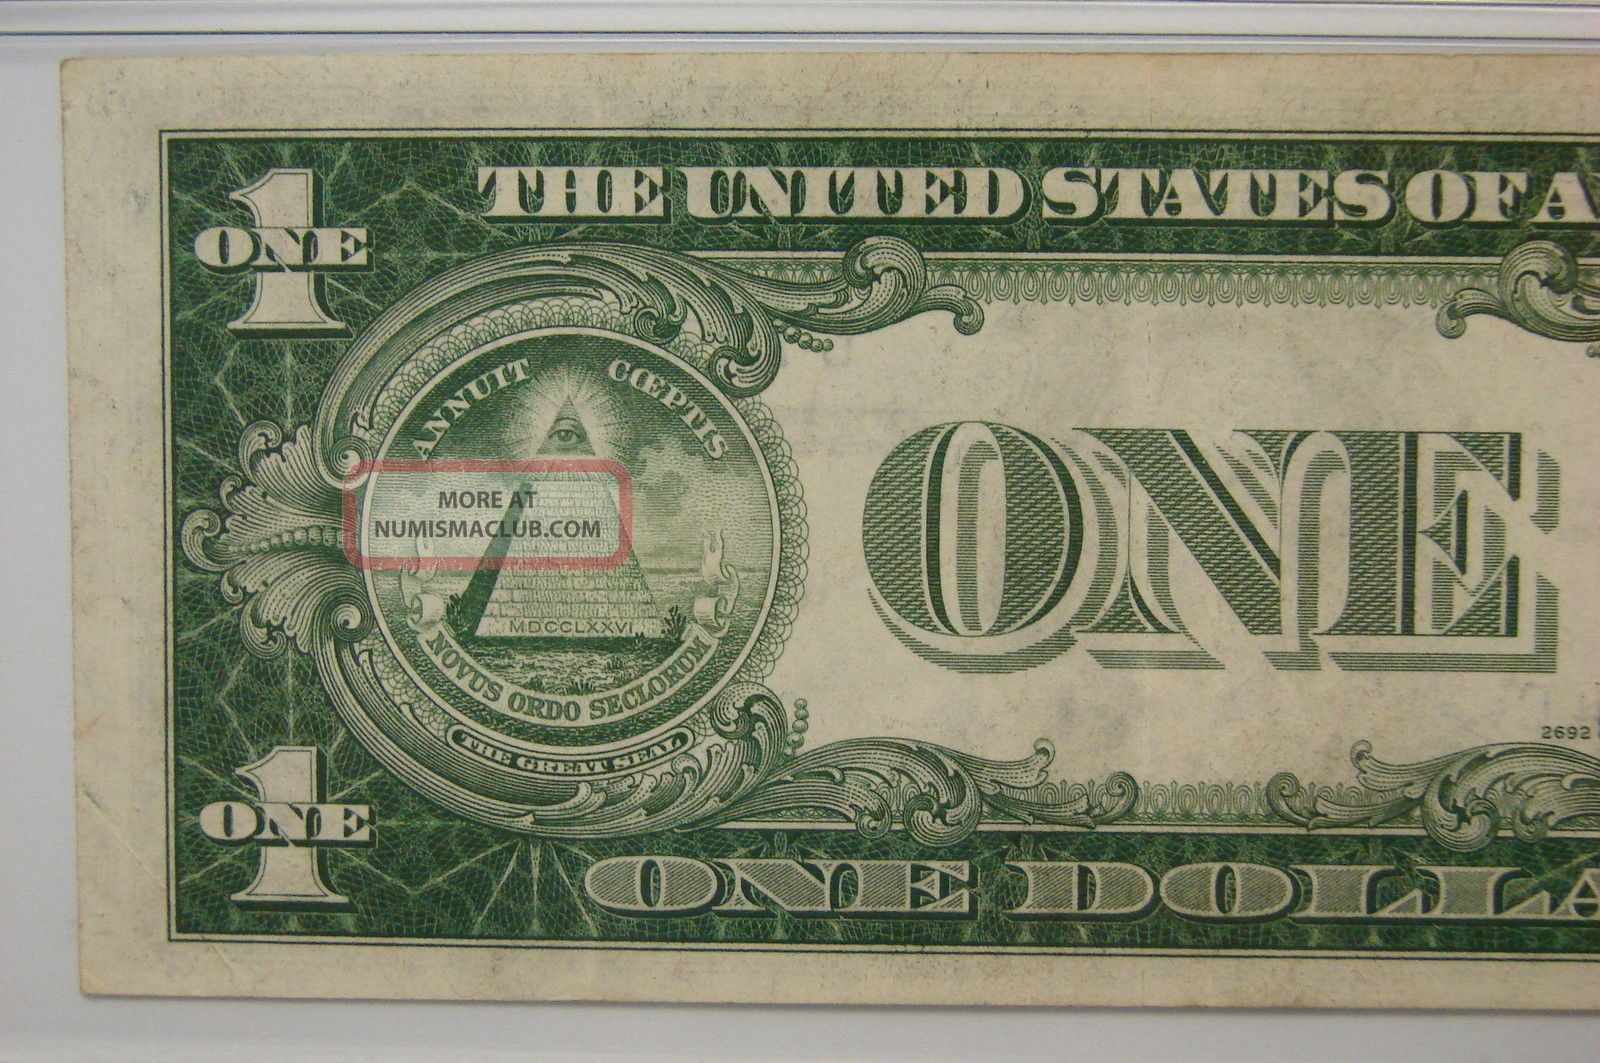 THE UNITED STATES OF A
1
ONE
ANNUIT CŒPTIS
MORE AT
NUMISMACLUB.COM
ONE
MDCCLXXVI
NOVUS ORDO SECLORUM
THE GREAT SEAL
2692
1
ONE
ONE DOLLA